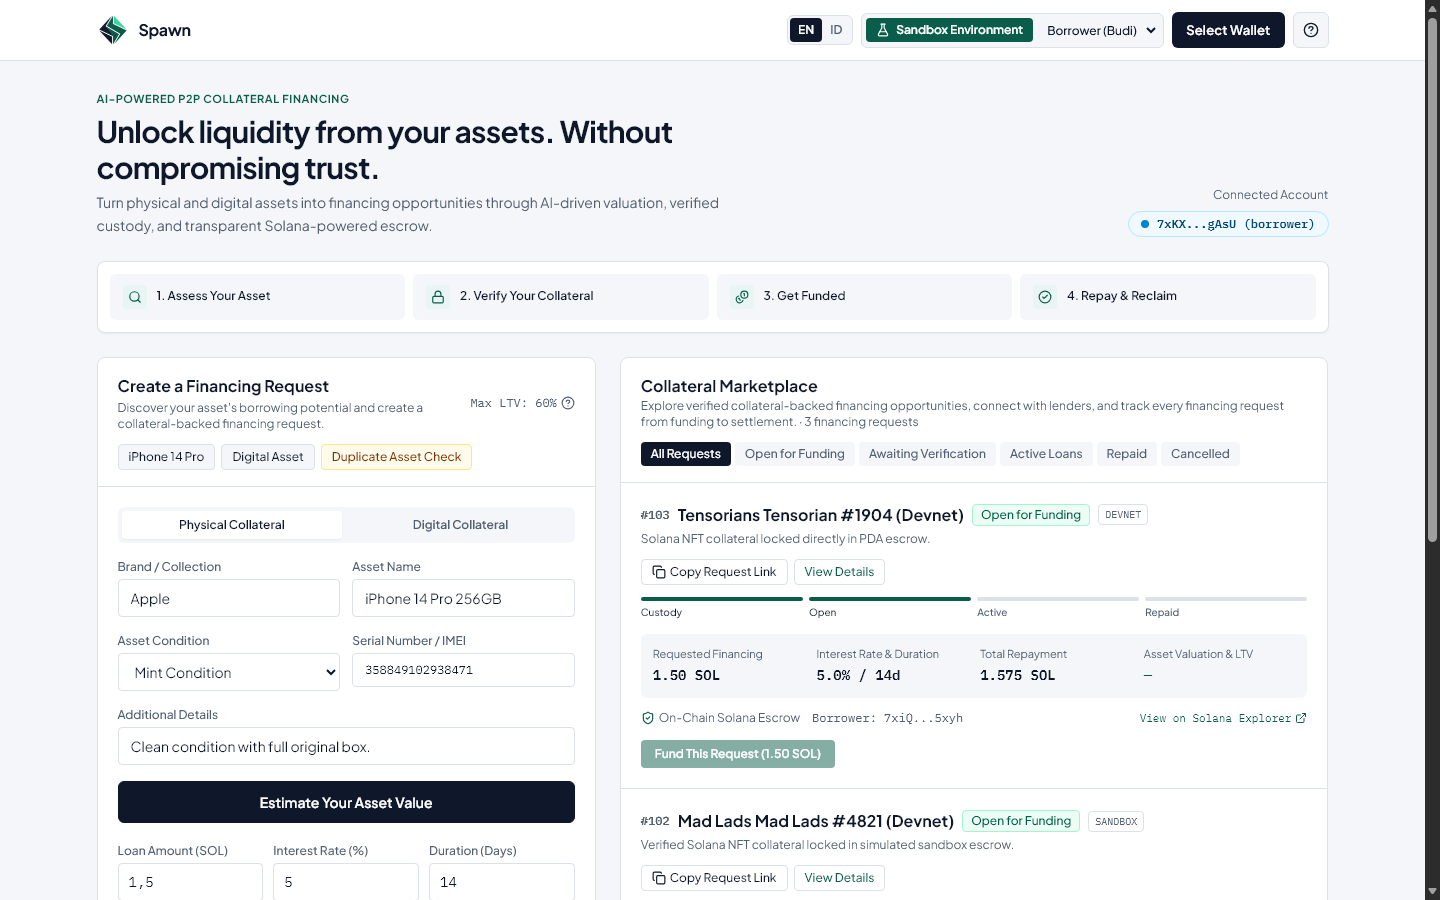 Spawn
EN ID
Sandbox Environment
Borrower (Budi)
Select Wallet
AI-POWERED P2P COLLATERAL FINANCING
Unlock liquidity from your assets. Without
compromising trust.
Turn physical and digital assets into financing opportunities through AI-driven valuation, verified
custody, and transparent Solana-powered escrow.
Connected Account
7xKX...gAsU (borrower)
1. Assess Your Asset
2. Verify Your Collateral
3. Get Funded
4. Repay & Reclaim
Create a Financing Request
Discover your asset's borrowing potential and create a
collateral-backed financing request.
Max LTV: 60%
iPhone 14 Pro
Digital Asset
Duplicate Asset Check
Physical Collateral
Digital Collateral
Brand / Collection
Asset Name
Apple
iPhone 14 Pro 256GB
Asset Condition
Serial Number / IMEI
Mint Condition
358849102938471
Additional Details
Clean condition with full original box.
Estimate Your Asset Value
Loan Amount (SOL)
Interest Rate (%)
Duration (Days)
1,5
5
14
Collateral Marketplace
Explore verified collateral-backed financing opportunities, connect with lenders, and track every financing request
from funding to settlement. · 3 financing requests
All Requests
Open for Funding
Awaiting Verification
Active Loans
Repaid
Cancelled
#103 Tensorians Tensorian #1904 (Devnet) Open for Funding DEVNET
Solana NFT collateral locked directly in PDA escrow.
Copy Request Link
View Details
Custody
Open
Active
Repaid
Requested Financing
Interest Rate & Duration
Total Repayment
Asset Valuation & LTV
1.50 SOL
5.0% / 14d
1.575 SOL
—
On-Chain Solana Escrow
Borrower: 7xiQ...5xyh
View on Solana Explorer
Fund This Request (1.50 SOL)
#102 Mad Lads Mad Lads #4821 (Devnet) Open for Funding SANDBOX
Verified Solana NFT collateral locked in simulated sandbox escrow.
Copy Request Link
View Details